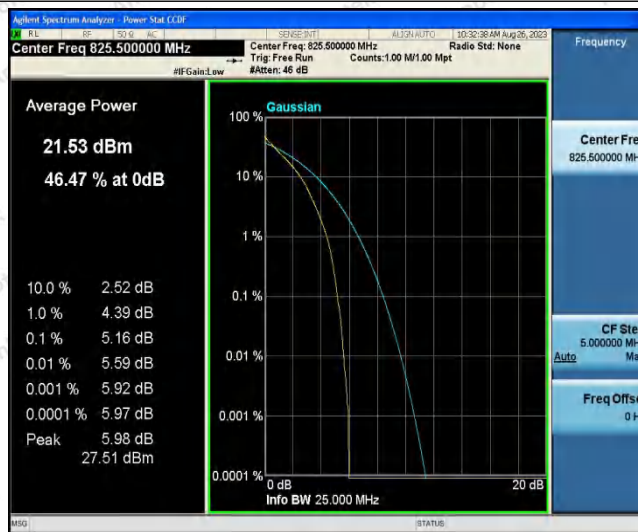 Agilent Spectrum Analyzer - Power Stat CCDF
RL RF 50 Ω AC SENSE:INT ALIGN AUTO 10:32:38 AM Aug 26, 2023
Center Freq 825.500000 MHz
Center Freq: 825.500000 MHz Radio Std: None
Trig: Free Run Counts:1.00 M/1.00 Mpt
#IFGain:Low #Atten: 46 dB
Frequency
Average Power
21.53 dBm
46.47 % at 0dB
10.0 % 2.52 dB
1.0 % 4.39 dB
0.1 % 5.16 dB
0.01 % 5.59 dB
0.001 % 5.92 dB
0.0001 % 5.97 dB
Peak 5.98 dB
27.51 dBm
Gaussian
100 %
10 %
1 %
0.1 %
0.01 %
0.001 %
0.0001 %
0 dB 20 dB
Info BW 25.000 MHz
Center Fre
825.500000 MH
CF Ste
5.000000 MH
Auto Ma
Freq Offse
0 H
MSG STATUS